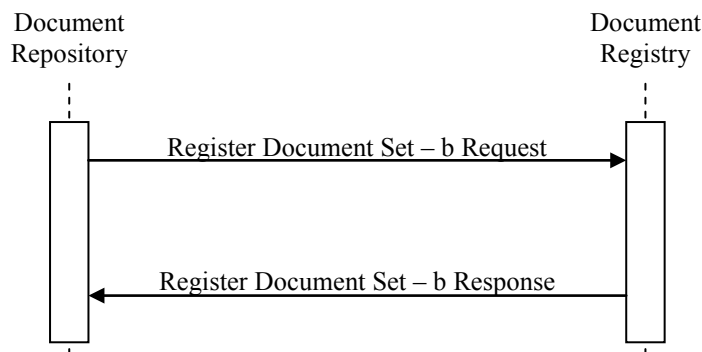 Document
Repository
Document
Registry
Register Document Set – b Request
Register Document Set – b Response